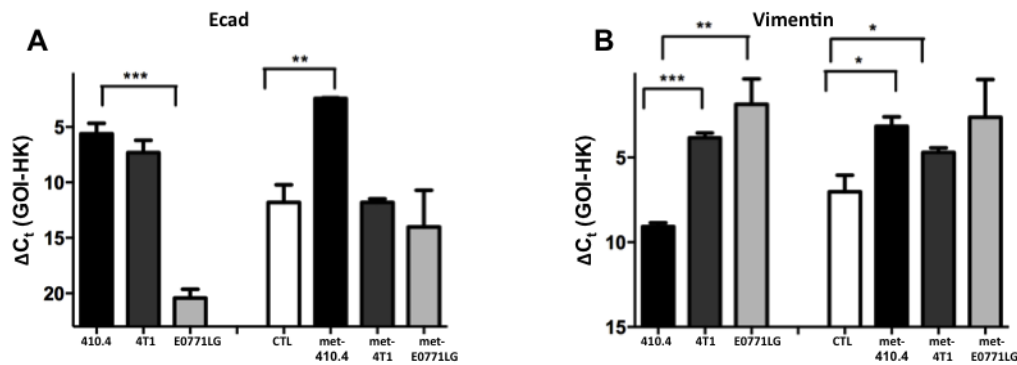 Ecad
A
***
**
ΔCt (GOI-HK)
5
10
15
20
410.4
4T1
E0771LG
CTL
met-
410.4
met-
4T1
met-
E0771LG
Vimentin
B
**
***
*
*
ΔCt (GOI-HK)
5
10
15
410.4
4T1
E0771LG
CTL
met-
410.4
met-
4T1
met-
E0771LG